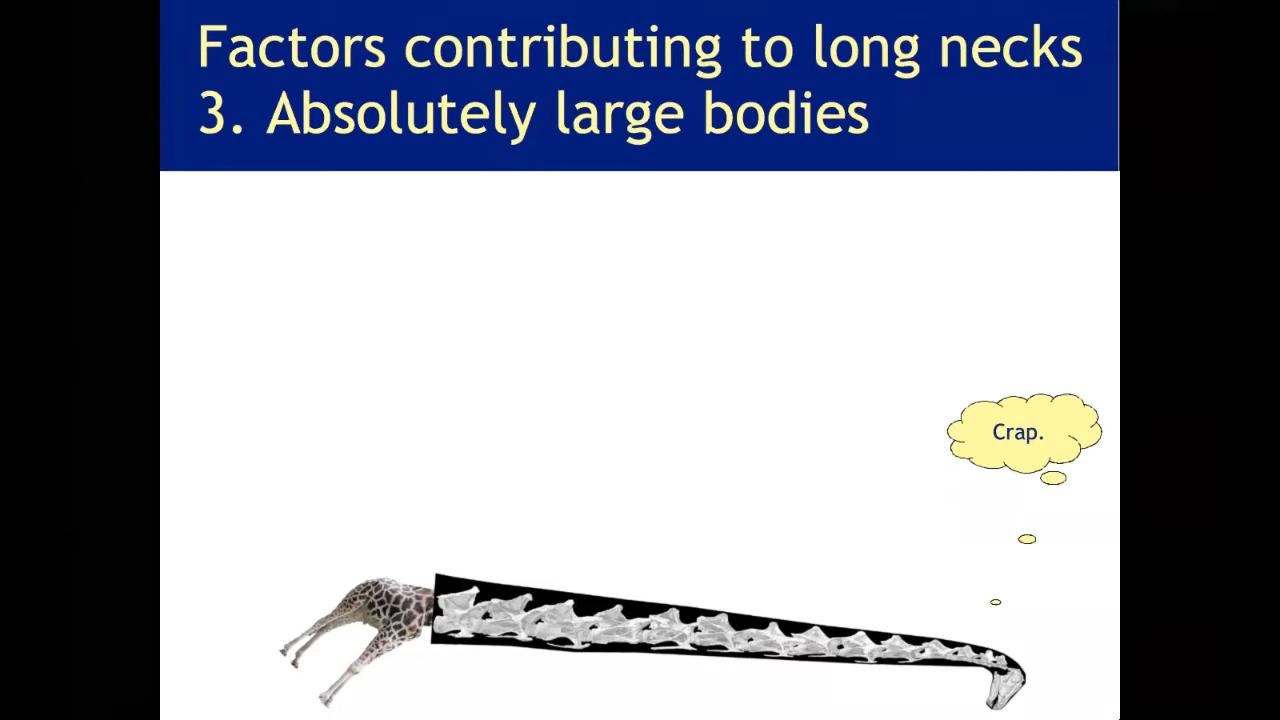 Factors contributing to long necks
3. Absolutely large bodies
Crap.